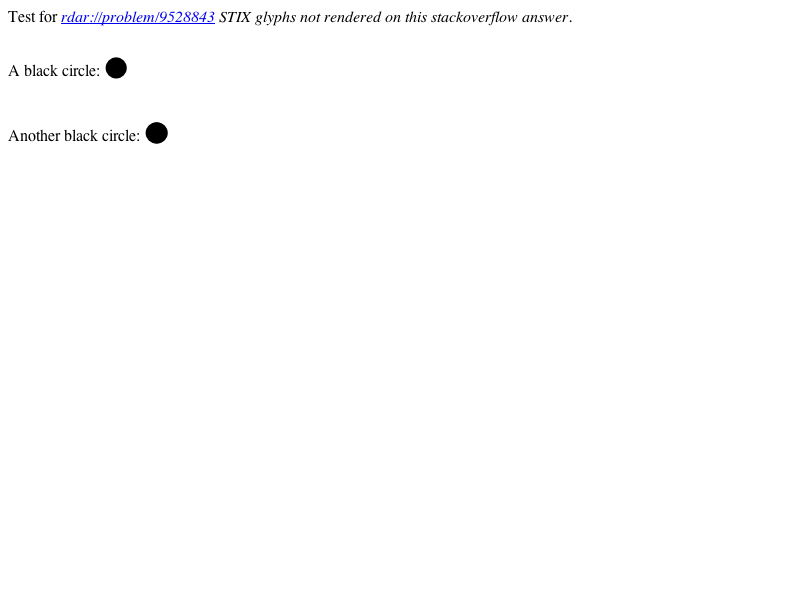 Test for rdar://problem/9528843 STIX glyphs not rendered on this stackoverflow answer.
A black circle: ●
Another black circle: ●